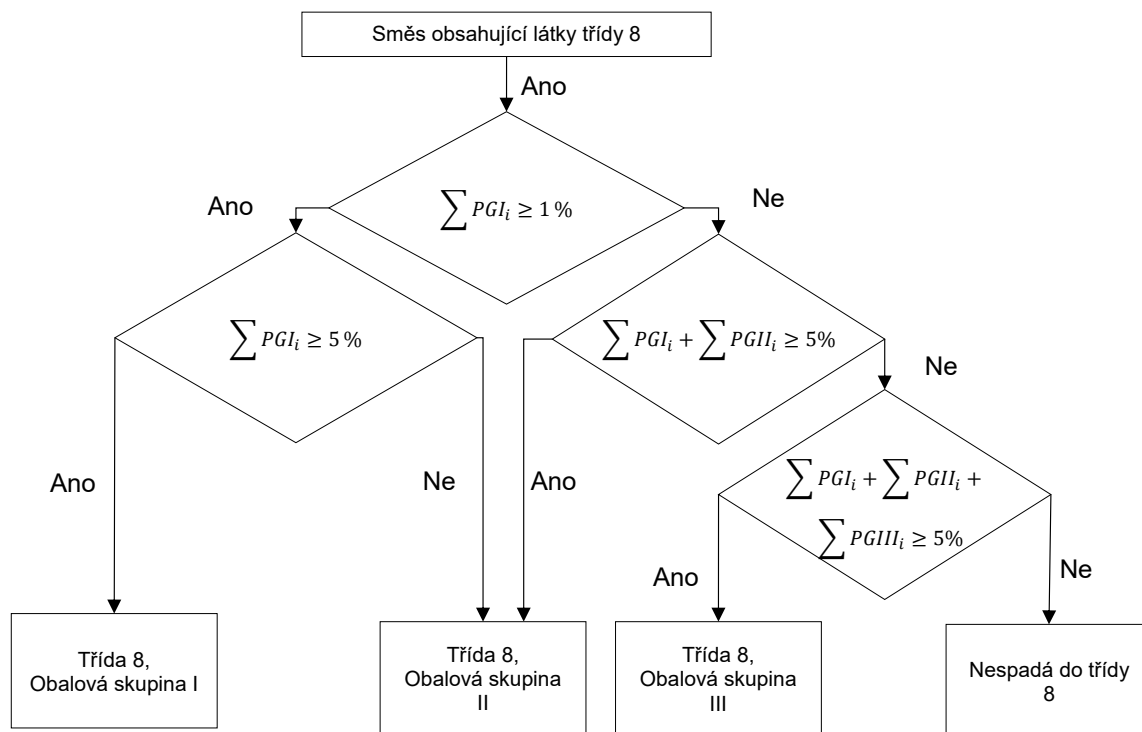 Směs obsahující látky třídy 8
Ano
∑ PGI_i ≥ 1 %
Ano
Ne
∑ PGI_i ≥ 5 %
∑ PGI_i + ∑ PGII_i ≥ 5%
Ne
∑ PGI_i + ∑ PGII_i +
∑ PGIII_i ≥ 5%
Ano
Ne
Ano
Ano
Ne
Třída 8,
Obalová skupina I
Třída 8,
Obalová skupina
II
Třída 8,
Obalová skupina
III
Nespadá do třídy
8